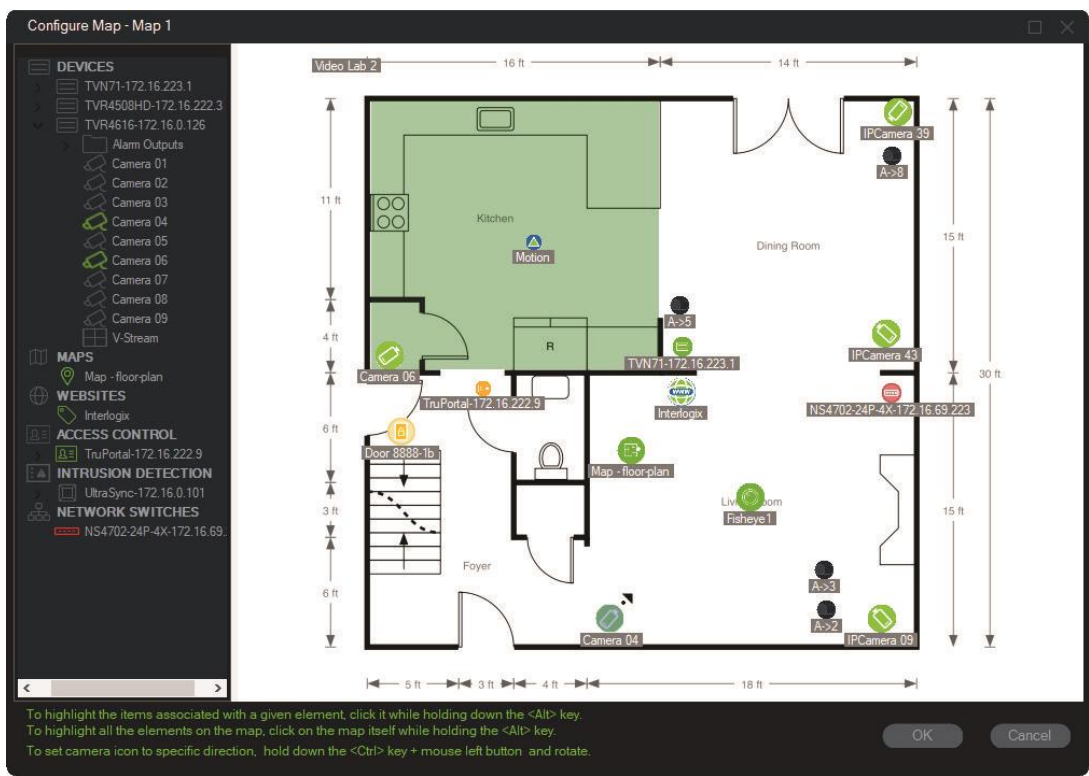 Configure Map - Map 1
DEVICES
TVN71-172.16.223.1
TVR4508HD-172.16.222.3
TVR4616-172.16.0.126
Alarm Outputs
Camera 01
Camera 02
Camera 03
Camera 04
Camera 05
Camera 06
Camera 07
Camera 08
Camera 09
V-Stream
MAPS
Map - floor-plan
WEBSITES
Interlogix
ACCESS CONTROL
TruPortal-172.16.222.9
INTRUSION DETECTION
UltraSync-172.16.0.101
NETWORK SWITCHES
NS4702-24P-4X-172.16.69..
Video Lab 2
16 ft
14 ft
IPCamera 39
A->8
11 ft
Kitchen
Motion
Dining Room
15 ft
A->5
4 ft
R
TVN71-172.16.223.1
IPCamera 43
Camera 06
30 ft
TruPortal-172.16.222.9
WWW
Interlogix
NS4702-24P-4X-172.16.69.223
6 ft
Door 8888-1b
Map - floor-plan
3 ft
Living Room
Fisheye1
15 ft
Foyer
6 ft
A->3
A->2
Camera 04
IPCamera 09
5 ft
3 ft
4 ft
18 ft
To highlight the items associated with a given element, click it while holding down the <Alt> key.
To highlight all the elements on the map, click on the map itself while holding the <Alt> key.
To set camera icon to specific direction, hold down the <Ctrl> key + mouse left button and rotate.
OK
Cancel